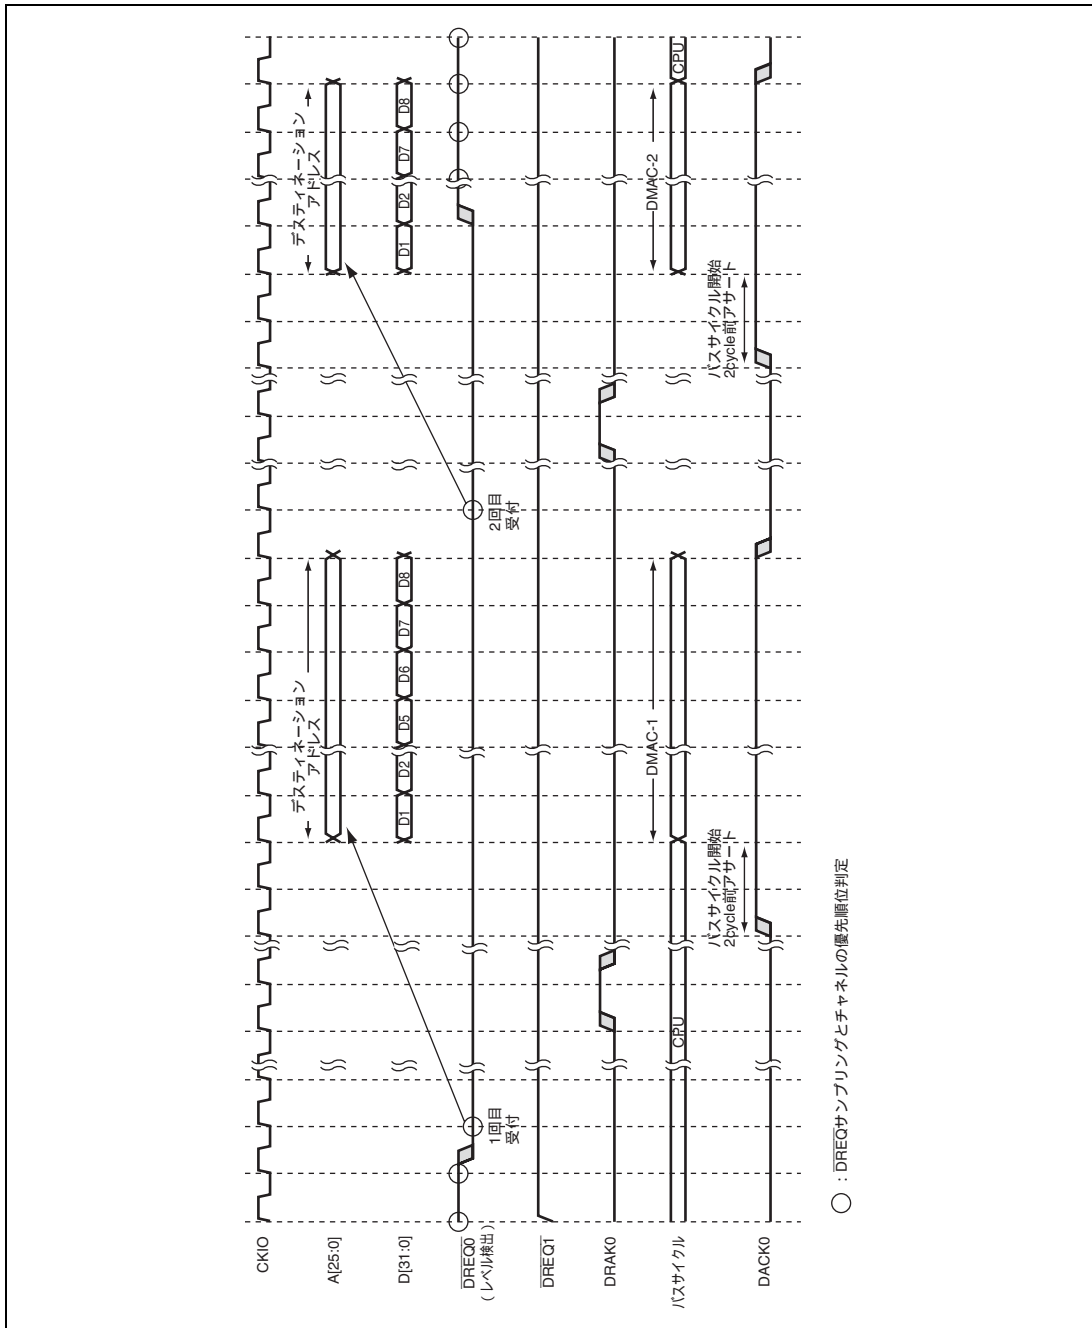 CKIO
A[25:0]
デスティネーション
アドレス
デスティネーション
アドレス
D[31:0]
D1
D2
D5
D6
D7
D8
D1
D2
D7
D8
DREQ0
(レベル検出)
1回目
受付
2回目
受付
DREQ1
DRAK0
バスサイクル
CPU
DMAC-1
DMAC-2
CPU
バスサイクル開始
2cycle前アサート
バスサイクル開始
2cycle前アサート
DACK0
○ : DREQサンプリングとチャネルの優先順位判定